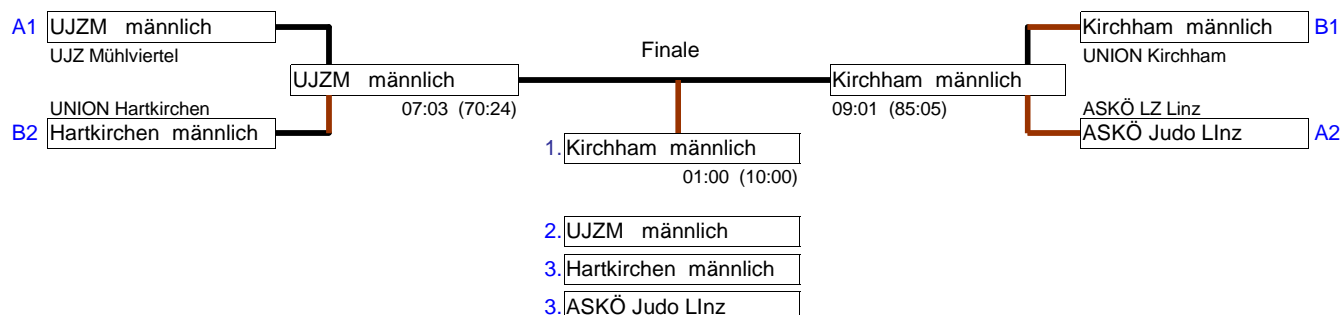 A1 UJZM männlich
UJZ Mühlviertel
UNION Hartkirchen
B2 Hartkirchen männlich
UJZM männlich
07:03 (70:24)
Finale
Kirchham männlich B1
UNION Kirchham
Kirchham männlich
09:01 (85:05)
ASKÖ LZ Linz
ASKÖ Judo LInz A2
1. Kirchham männlich
01:00 (10:00)
2. UJZM männlich
3. Hartkirchen männlich
3. ASKÖ Judo LInz